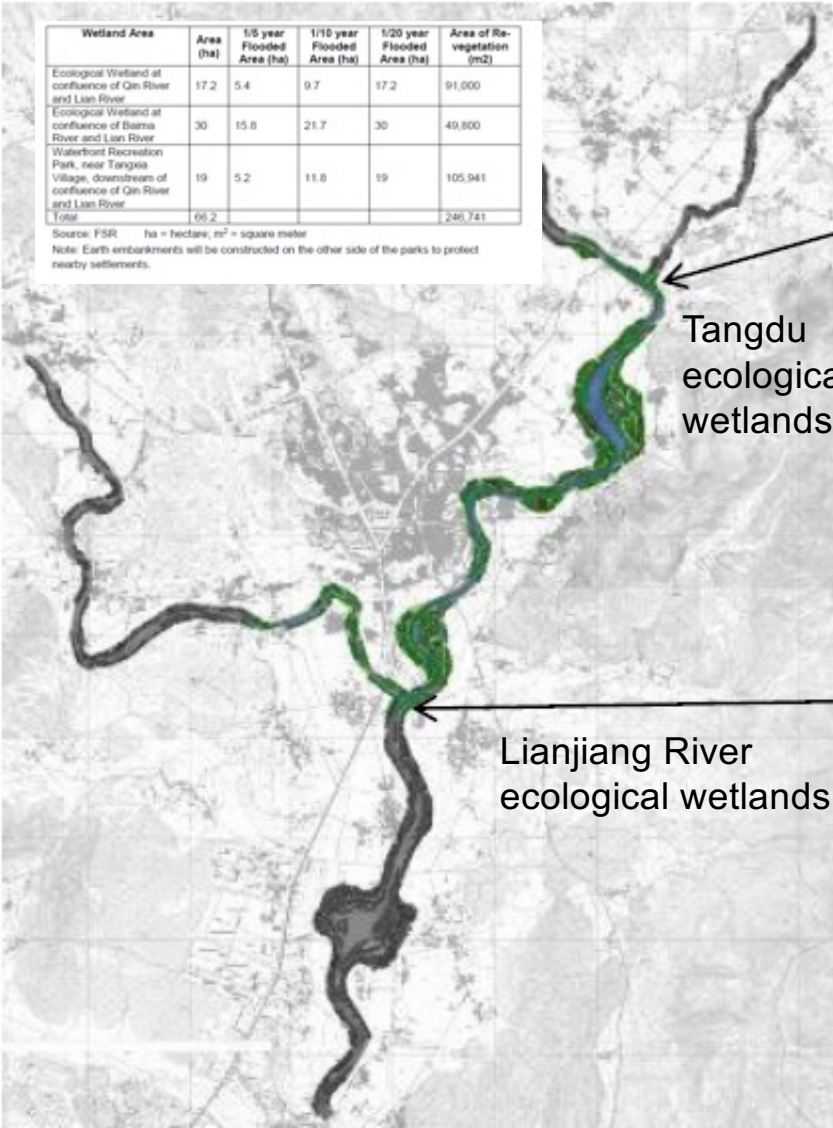 Wetland Area
Area
(ha)
1/5 year
Flooded
Area (ha)
1/10 year
Flooded
Area (ha)
1/20 year
Flooded
Area (ha)
Area of Re-
vegetation
(m2)
Ecological Wetland at
confluence of Qin River
and Lian River
17.2
5.4
9.7
17.2
91,000
Ecological Wetland at
confluence of Baima
River and Lian River
30
15.8
21.7
30
49,800
Waterfront Recreation
Park, near Tangxia
Village, downstream of
confluence of Qin River
and Lian River
19
5.2
11.8
19
105,941
Total
66.2
246,741
Source: FSR ha = hectare; m² = square meter
Note: Earth embankments will be constructed on the other side of the parks to protect
nearby settlements.
Tangdu
ecologica
wetlands
Lianjiang River
ecological wetlands